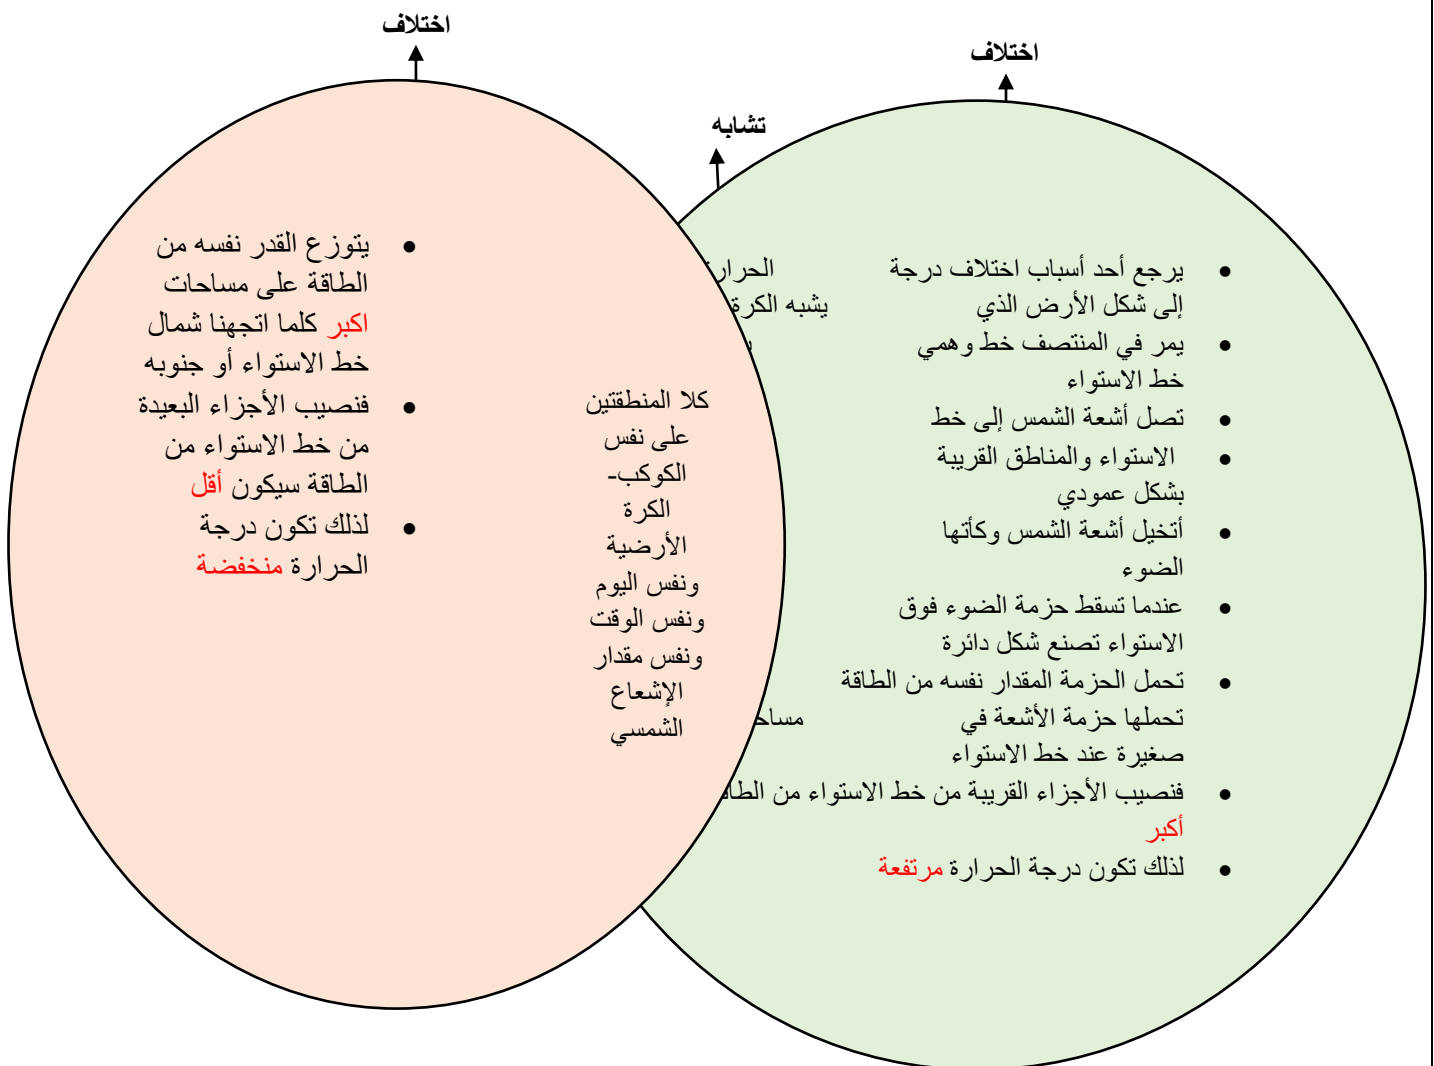 اختلاف
اختلاف
تشابه
يرجع أحد أسباب اختلاف درجة
إلى شكل الأرض الذي يشبه الكرة
يمر في المنتصف خط وهمي
خط الاستواء
تصل أشعة الشمس إلى خط
الاستواء والمناطق القريبة
بشكل عمودي
أتخيل أشعة الشمس وكأنها
الضوء
عندما تسقط حزمة الضوء فوق
الاستواء تصنع شكل دائرة
تحمل الحزمة المقدار نفسه من الطاقة
تحملها حزمة الأشعة في
صغيرة عند خط الاستواء
فنصيب الأجزاء القريبة من خط الاستواء من
أكبر
لذلك تكون درجة الحرارة مرتفعة
كلا المنطقتين
على نفس
الكوكب-
الكرة
الأرضية
ونفس اليوم
ونفس الوقت
ونفس مقدار
الإشعاع
الشمسي
يتوزع القدر نفسه من
الطاقة على مساحات
اكبر كلما اتجهنا شمال
خط الاستواء أو جنوبه
فنصيب الأجزاء البعيدة
من خط الاستواء من
الطاقة سيكون أقل
لذلك تكون درجة
الحرارة منخفضة